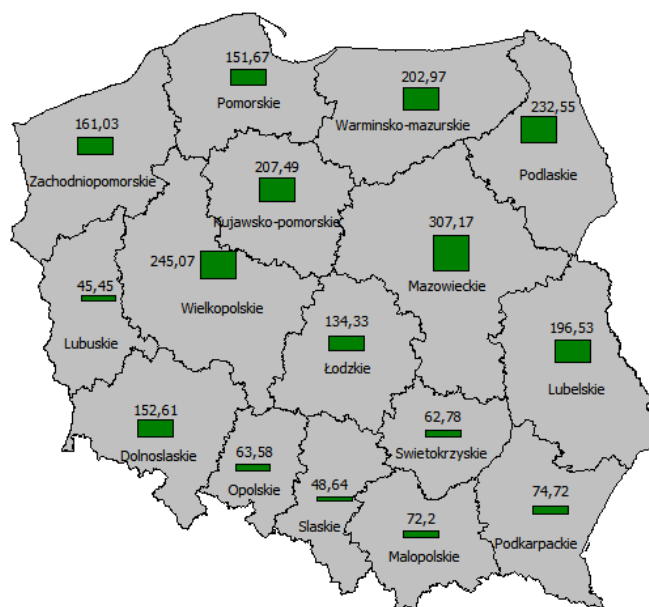 151,67
Pomorskie
202,97
Warminsko-mazurskie
232,55
Podlaskie
161,03
Zachodniopomorskie
207,49
Kujawsko-pomorskie
307,17
Mazowieckie
245,07
Wielkopolskie
45,45
Lubuskie
134,33
Łodzkie
196,53
Lubelskie
152,61
Dolnoslaskie
63,58
Opolskie
48,64
Slaskie
62,78
Swietokrzyskie
72,2
Malopolskie
74,72
Podkarpackie